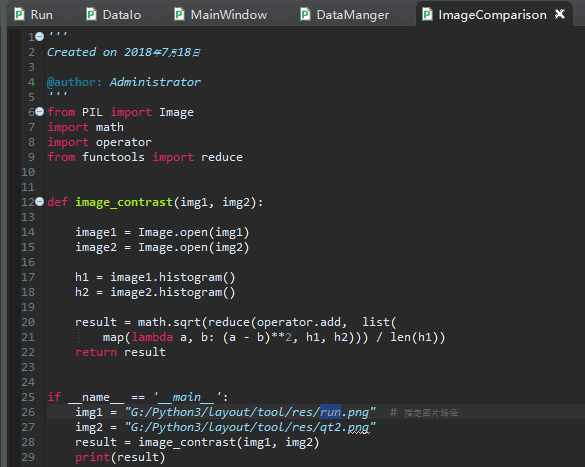 Run DataIo MainWindow DataManger ImageComparison
1 '''
2 Created on 2018年7月18日
3
4 @author: Administrator
5 '''
6 from PIL import Image
7 import math
8 import operator
9 from functools import reduce
10
11
12 def image_contrast(img1, img2):
13
14 image1 = Image.open(img1)
15 image2 = Image.open(img2)
16
17 h1 = image1.histogram()
18 h2 = image2.histogram()
19
20 result = math.sqrt(reduce(operator.add, list(
21 map(lambda a, b: (a - b)**2, h1, h2))) / len(h1))
22 return result
23
24
25 if __name__ == '__main__':
26 img1 = "G:/Python3/layout/tool/res/run.png" # 指定图片路径
27 img2 = "G:/Python3/layout/tool/res/qt2.png"
28 result = image_contrast(img1, img2)
29 print(result)